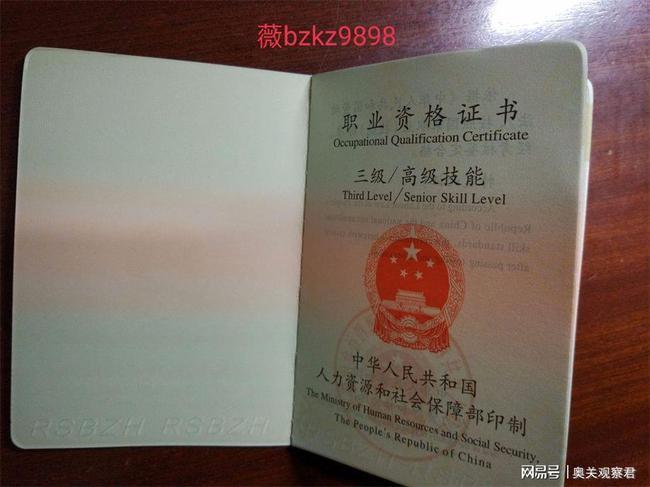 薇bzkz9898
职业资格证书
Occupational Qualification Certificate
三级/高级技能
Third Level/Senior Skill Level
中华人民共和国
人力资源和社会保障部印制
The Ministry of Human Resources and Social Security,
The People's Republic of China
RSBZH RSBZH RSBZH
网易号 | 奥关观察君